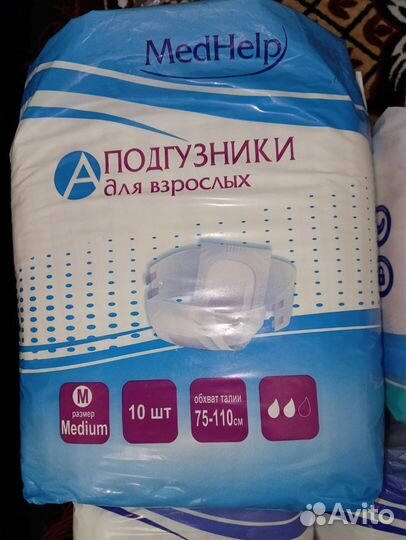 MedHelp
А ПОДГУЗНИКИ
для взрослых
M
размер
Medium
10 шт
обхват талии
75-110см
Avito